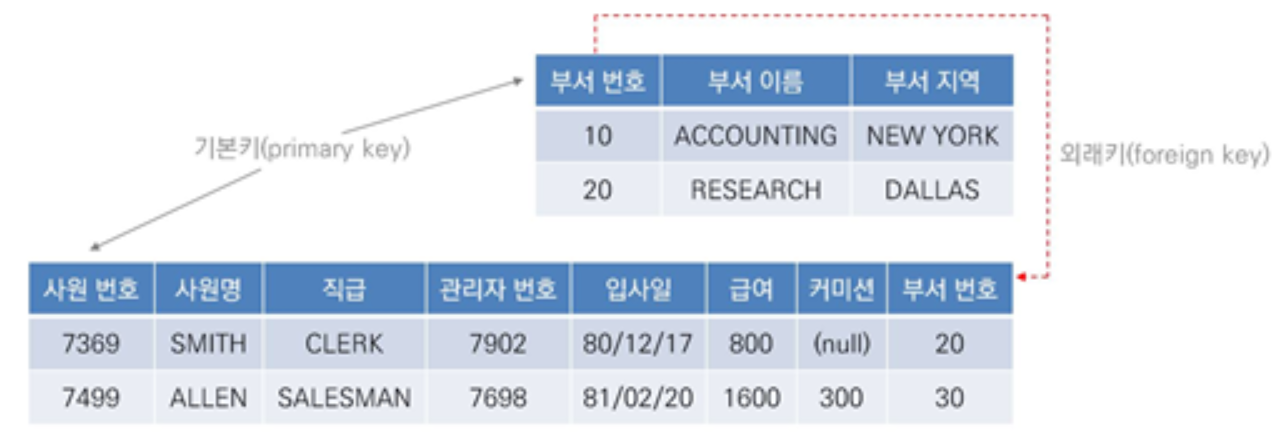 부서 번호 부서 이름 부서 지역
10 ACCOUNTING NEW YORK
20 RESEARCH DALLAS
기본키(primary key)
외래키(foreign key)
사원 번호 사원명 직급 관리자 번호 입사일 급여 커미션 부서 번호
7369 SMITH CLERK 7902 80/12/17 800 (null) 20
7499 ALLEN SALESMAN 7698 81/02/20 1600 300 30